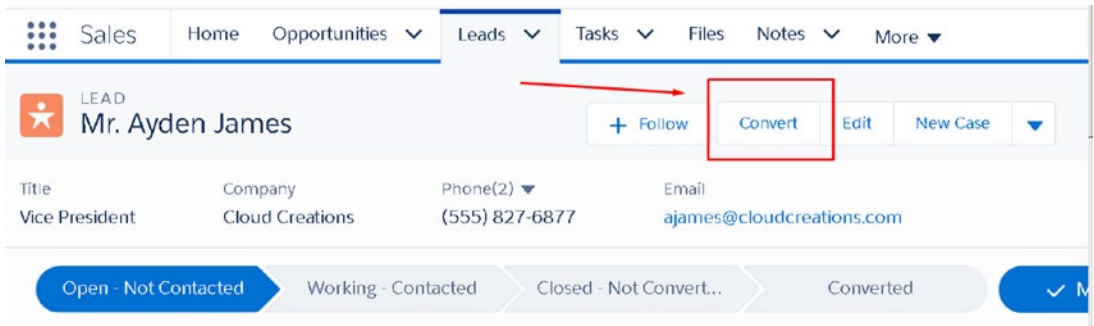 Sales Home Opportunities Leads Tasks Files Notes More
LEAD
Mr. Ayden James
+ Follow Convert Edit New Case
Title Company Phone(2) Email
Vice President Cloud Creations (555) 827-6877 ajames@cloudcreations.com
Open - Not Contacted Working - Contacted Closed - Not Convert... Converted